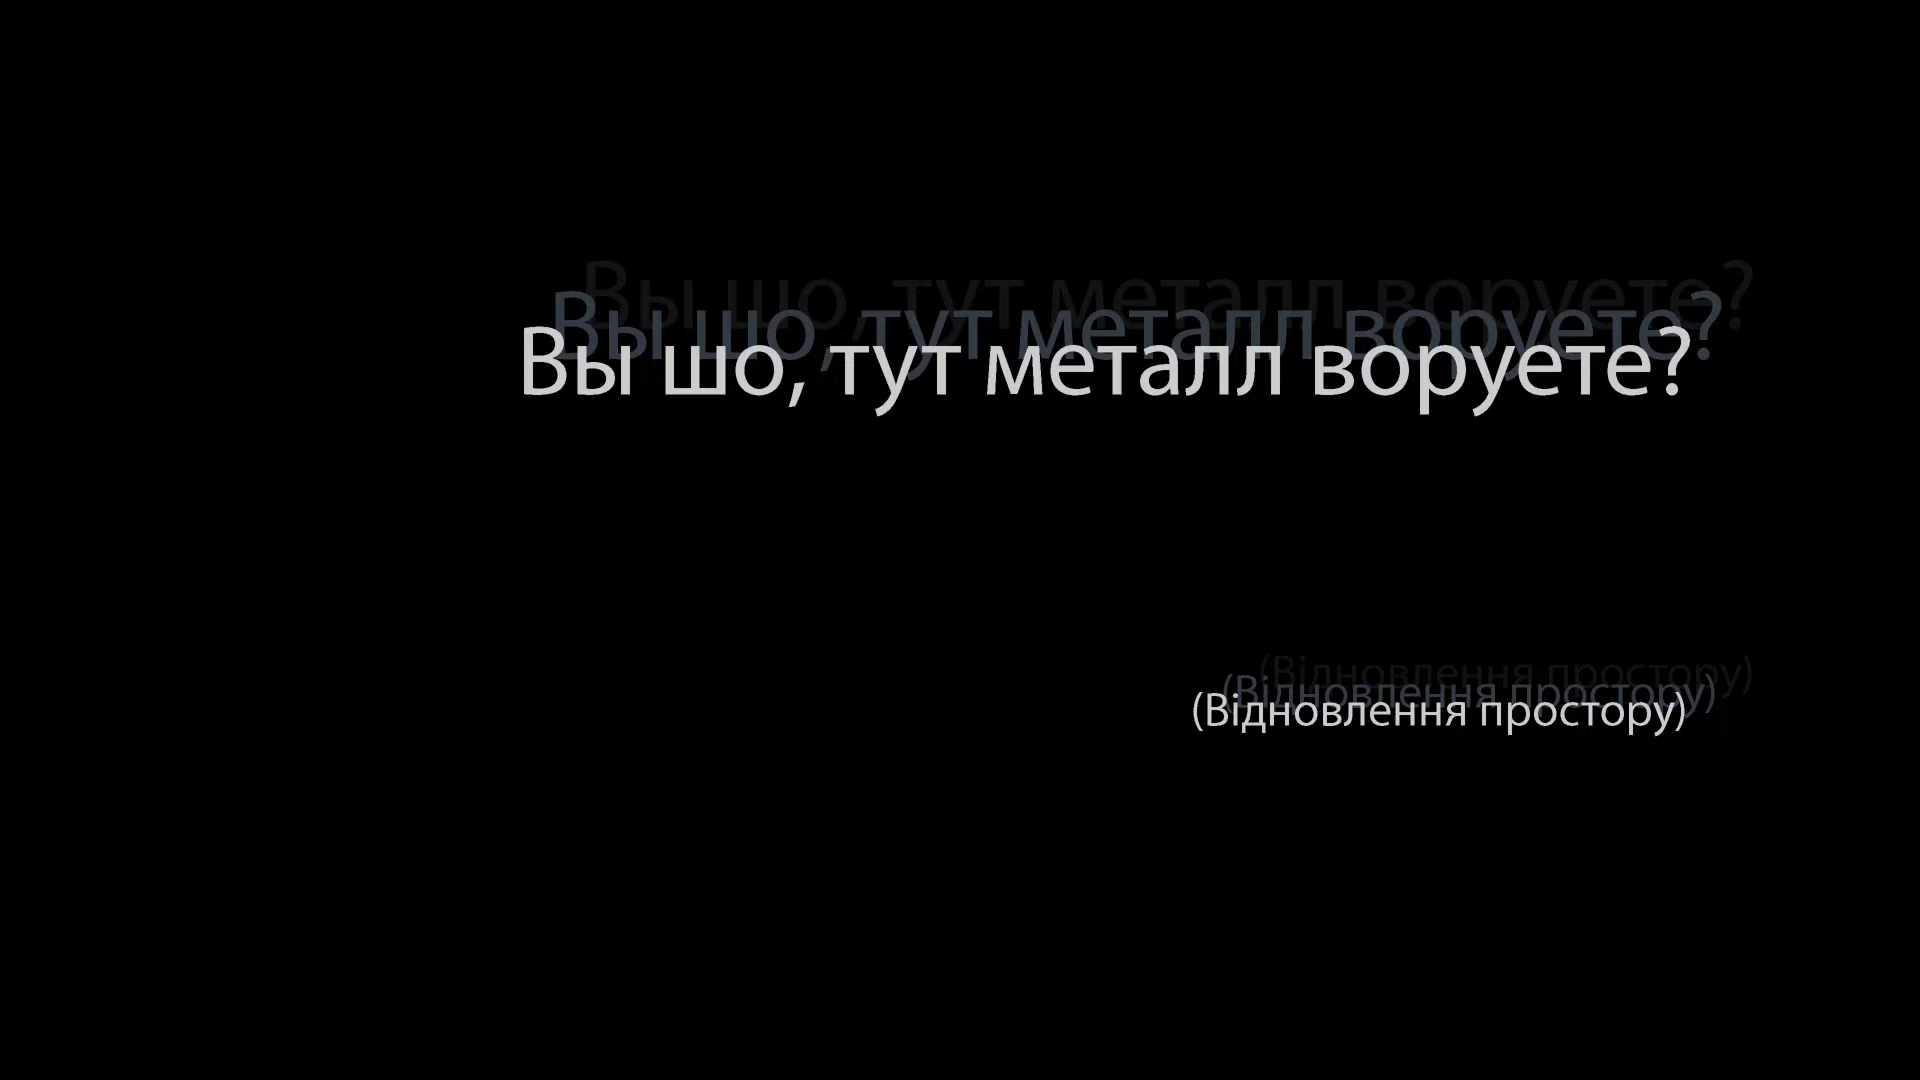 Вы шо, тут металл воруете?
(Відновлення простору)